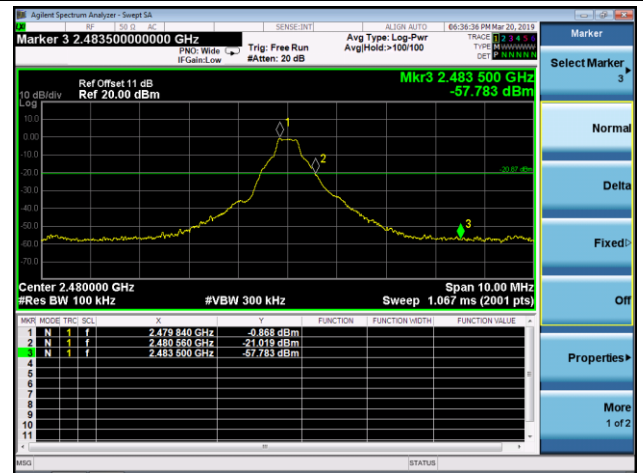 Agilent Spectrum Analyzer - Swept SA
RF 50 Ω AC SENSE:INT ALIGN AUTO 06:36:36 PM Mar 20, 2019
Marker 3 2.483500000000 GHz
PNO: Wide
IFGain:Low
Trig: Free Run
#Atten: 20 dB
Avg Type: Log-Pwr
Avg|Hold:>100/100
TRACE 1 2 3 4 5 6
TYPE M WWWWW
DET P N N N N N
Marker
Select Marker
3
Normal
Delta
Fixed
Off
Properties
More
1 of 2
Mkr3 2.483 500 GHz
-57.783 dBm
Ref Offset 11 dB
Ref 20.00 dBm
10 dB/div
Log
10.0
0.00
-10.0
-20.0
-30.0
-40.0
-50.0
-60.0
-70.0
1
2
3
-20.87 dBm
Center 2.480000 GHz
Span 10.00 MHz
#Res BW 100 kHz
#VBW 300 kHz
Sweep 1.067 ms (2001 pts)
MKR MODE TRC SCL X Y FUNCTION FUNCTION WIDTH FUNCTION VALUE
1 N 1 f 2.479 840 GHz -0.868 dBm
2 N 1 f 2.480 560 GHz -21.019 dBm
3 N 1 f 2.483 500 GHz -57.783 dBm
4
5
6
7
8
9
10
11
MSG
STATUS